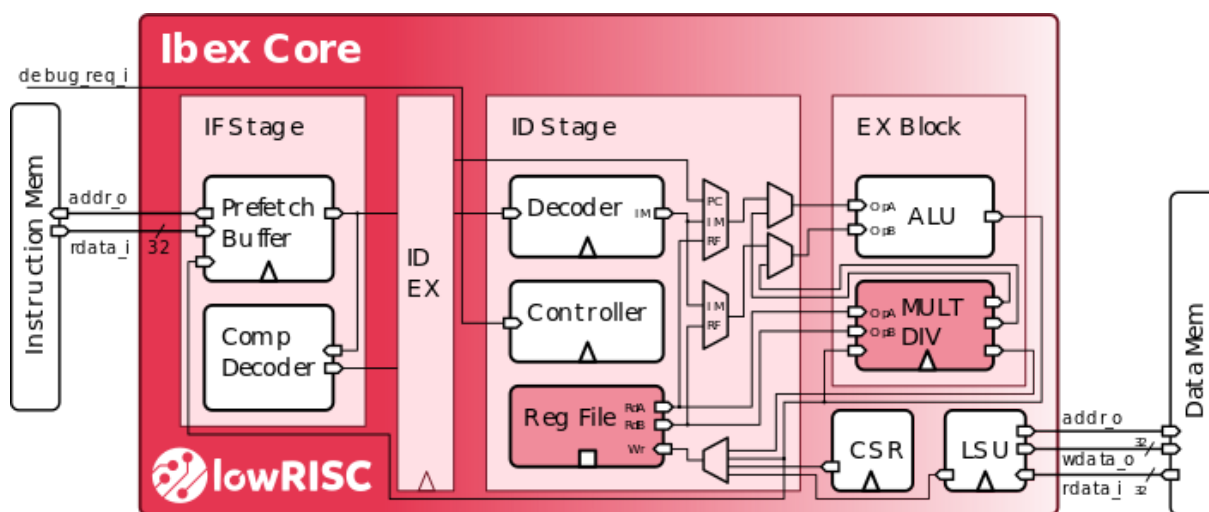 Ibex Core
debug_req_i
IF Stage
ID Stage
EX Block
Instruction Mem
addr_o
rdata_i
32
Prefetch
Buffer
Comp
Decoder
ID
EX
Decoder
IM
Controller
Reg File
RdA
RdB
Wr
PC
IM
RF
IM
RF
OpA
OpB
ALU
OpA
OpB
MULT
DIV
CSR
LSU
addr_o
32
wdata_o
rdata_i
32
Data Mem
lowRISC